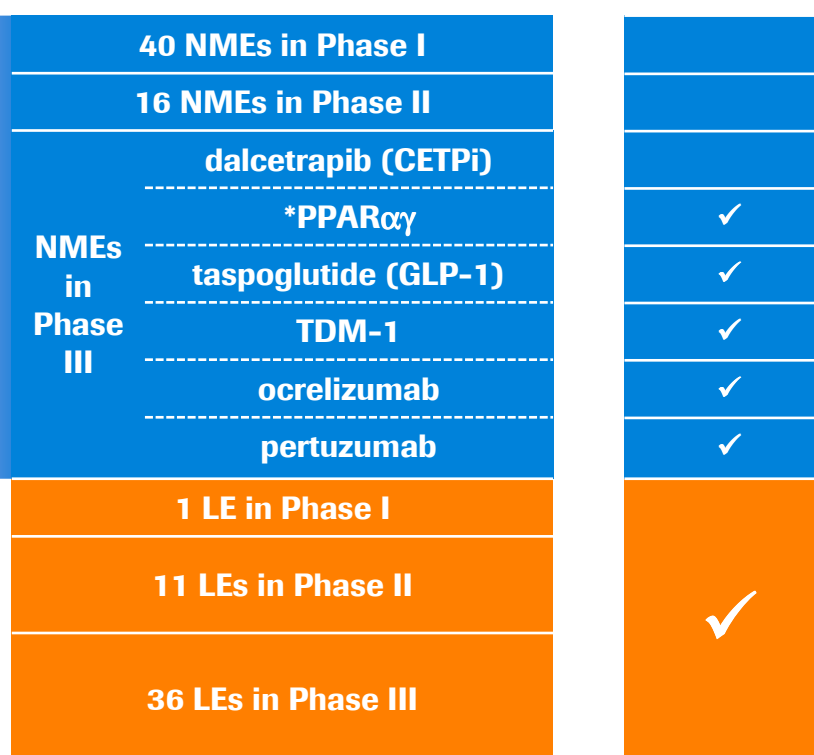 40 NMEs in Phase I
16 NMEs in Phase II
NMEs
in
Phase
III
dalcetrapib (CETPi)
*PPARαγ
✓
taspoglutide (GLP-1)
✓
TDM-1
✓
ocrelizumab
✓
pertuzumab
✓
1 LE in Phase I
11 LEs in Phase II
✓
36 LEs in Phase III